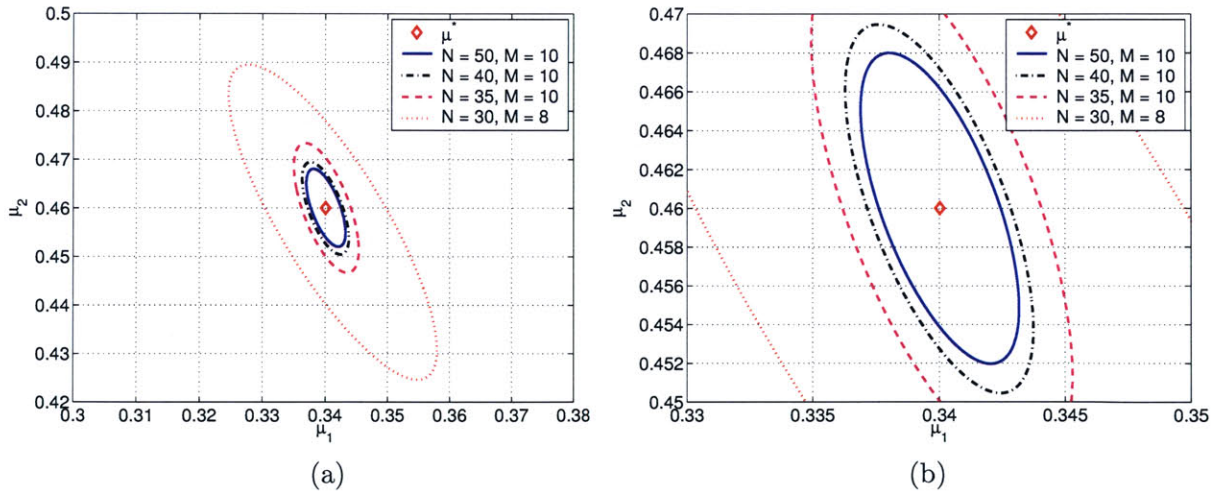 0.5
0.49
0.48
0.47
0.46
0.45
0.44
0.43
0.42
μ2
0.3 0.31 0.32 0.33 0.34 0.35 0.36 0.37 0.38
μ1
μ*
N = 50, M = 10
N = 40, M = 10
N = 35, M = 10
N = 30, M = 8
(a)
0.47
0.468
0.466
0.464
0.462
0.46
0.458
0.456
0.454
0.452
0.45
μ2
0.33 0.335 0.34 0.345 0.35
μ1
μ*
N = 50, M = 10
N = 40, M = 10
N = 35, M = 10
N = 30, M = 8
(b)